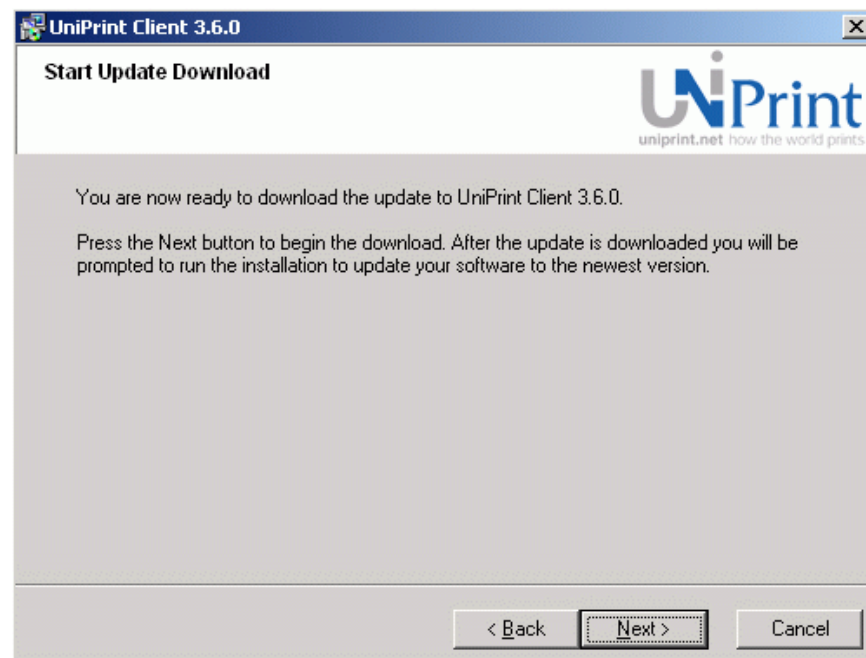 UniPrint Client 3.6.0
Start Update Download
UNiPrint
uniprint.net how the world prints
You are now ready to download the update to UniPrint Client 3.6.0.
Press the Next button to begin the download. After the update is downloaded you will be
prompted to run the installation to update your software to the newest version.
< Back Next > Cancel